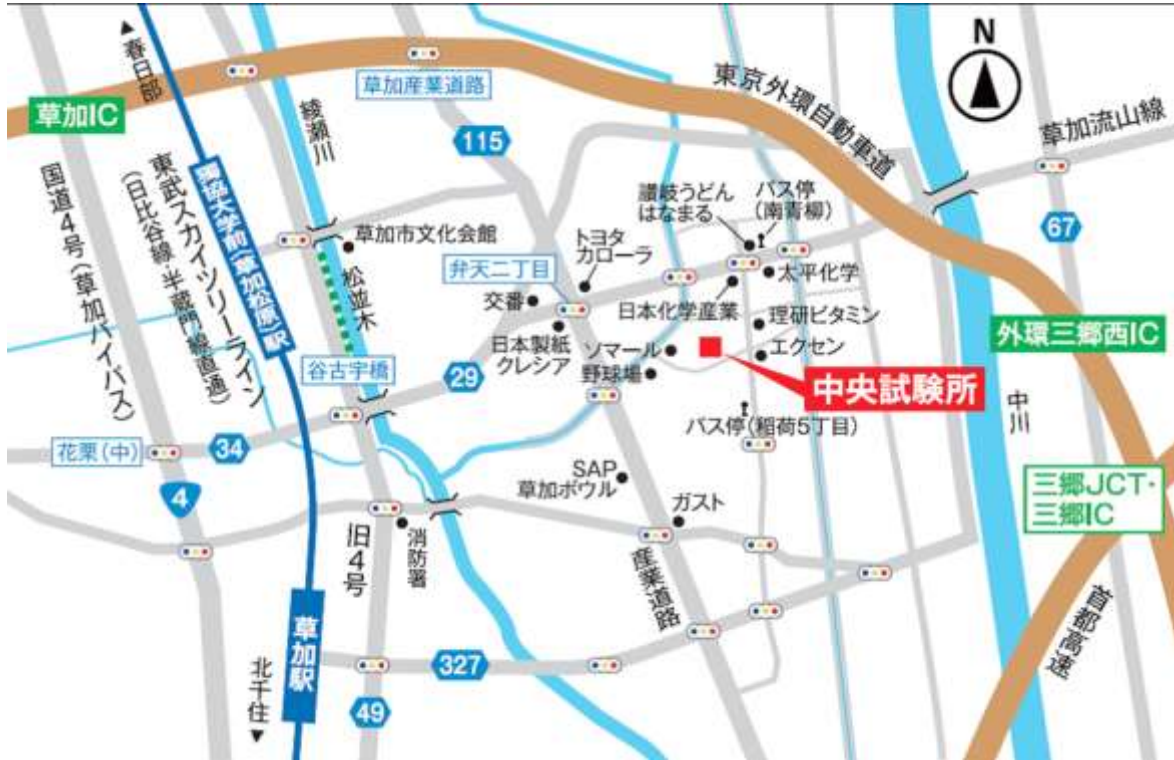 N
▲春日部
草加IC
草加産業道路
綾瀬川
115
東京外環自動車道
草加流山線
67
国道4号(草加バイパス)
東武スカイツリーライン
(日比谷線・半蔵門線直通)
獨協大学前(草加松原)駅
草加市文化会館
松並木
讃岐うどん
はなまる
バス停
(南青柳)
トヨタ
カローラ
弁天二丁目
太平化学
交番
日本化学産業
理研ビタミン
日本製紙
クレシア
ソマール
エクセン
野球場
外環三郷西IC
中央試験所
谷古宇橋
29
中川
バス停(稲荷5丁目)
花栗(中)
34
4
SAP
草加ボウル
ガスト
三郷JCT・
三郷IC
旧4号
消防署
産業道路
首都高速
草加駅
327
49
北千住▼